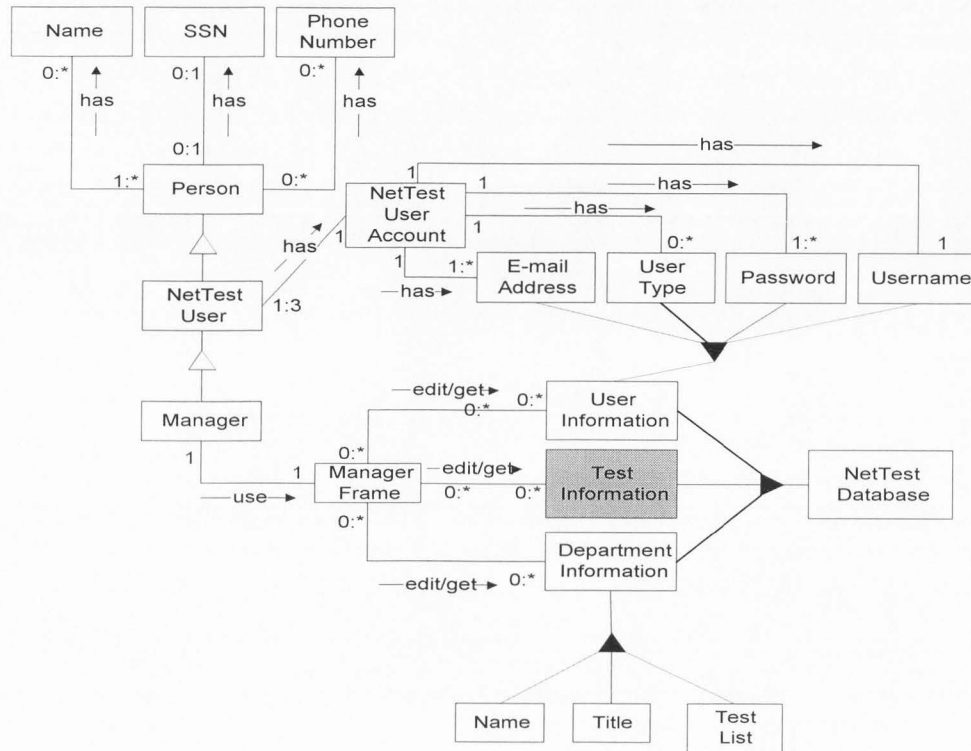 Name
SSN
Phone
Number
0:*
0:1
0:*
has
has
has
0:1
1:*
Person
0:*
has
1
NetTest
User
Account
1
has
1
has
has
1
1
0:*
1:*
1
1:*
has
E-mail
Address
User
Type
Password
Username
NetTest
User
1:3
edit/get
0:*
0:*
User
Information
Manager
1
0:*
1
Manager
Frame
edit/get
0:*
0:*
Test
Information
NetTest
Database
use
0:*
Department
Information
edit/get
0:*
Name
Title
Test
List